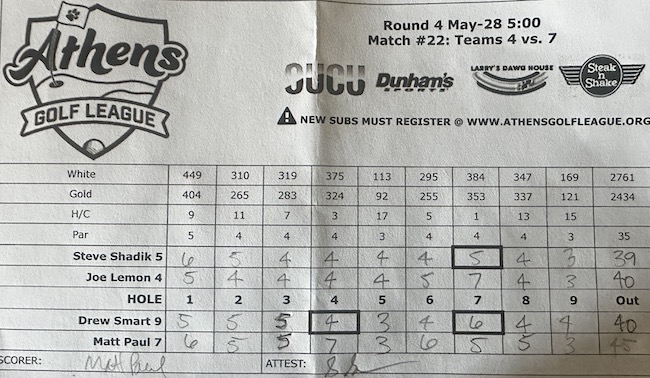 Athens
GOLF LEAGUE
Round 4 May-28 5:00
Match #22: Teams 4 vs. 7
OUCU Dunham's SPORTS LARRY'S DAWG HOUSE Steak n Shake
NEW SUBS MUST REGISTER @ WWW.ATHENSGOLFLEAGUE.ORG
White 449 310 319 375 113 295 384 347 169 2761
Gold 404 265 283 324 92 255 353 337 121 2434
H/C 9 11 7 3 17 5 1 13 15
Par 5 4 4 4 3 4 4 4 3 35
Steve Shadik 5 6 5 4 4 4 4 5 4 3 39
Joe Lemon 4 5 4 4 4 4 5 7 4 3 40
HOLE 1 2 3 4 5 6 7 8 9 Out
Drew Smart 9 5 5 5 4 3 4 6 4 4 40
Matt Paul 7 6 5 5 7 3 6 5 5 3 45
SCORER: Matt Paul ATTEST: